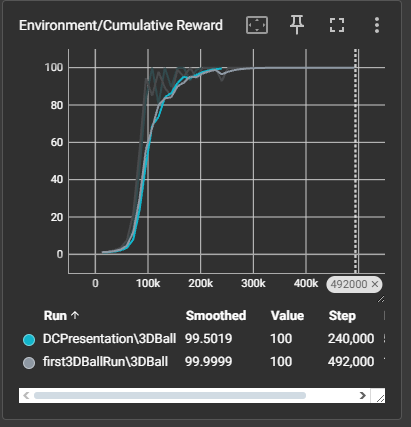 Environment/Cumulative Reward
100
80
60
40
20
0
0 100k 200k 300k 400k
492000 ×
Run ↑ Smoothed Value Step
DCPresentation\3DBall 99.5019 100 240,000
first3DBallRun\3DBall 99.9999 100 492,000